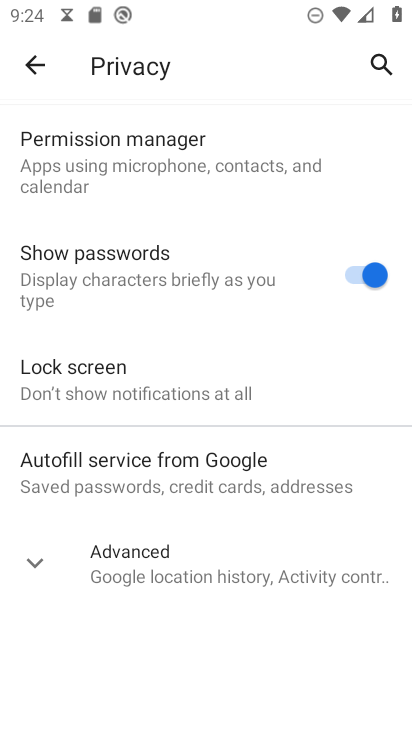 9:24
Privacy
Permission manager
Apps using microphone, contacts, and
calendar
Show passwords
Display characters briefly as you
type
Lock screen
Don’t show notifications at all
Autofill service from Google
Saved passwords, credit cards, addresses
Advanced
Google location history, Activity contr..